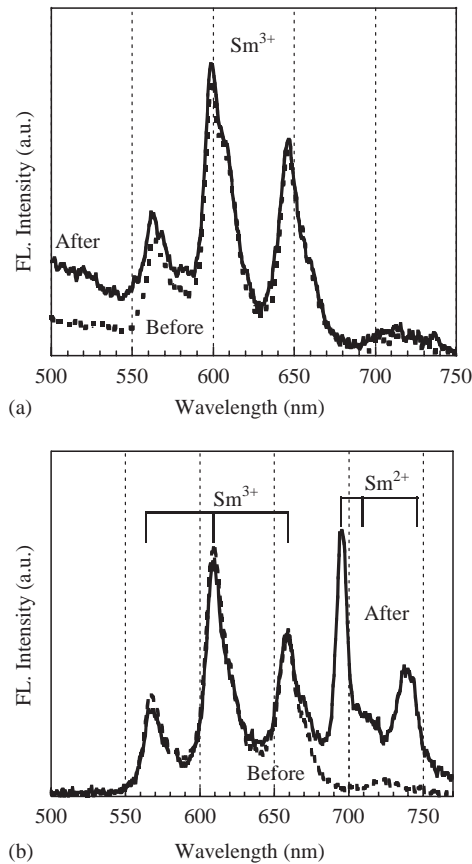 Sm³⁺
After
Before
FL. Intensity (a.u.)
500 550 600 650 700 750
(a)
Wavelength (nm)
Sm³⁺
Sm²⁺
After
Before
FL. Intensity (a.u.)
500 550 600 650 700 750
(b)
Wavelength (nm)